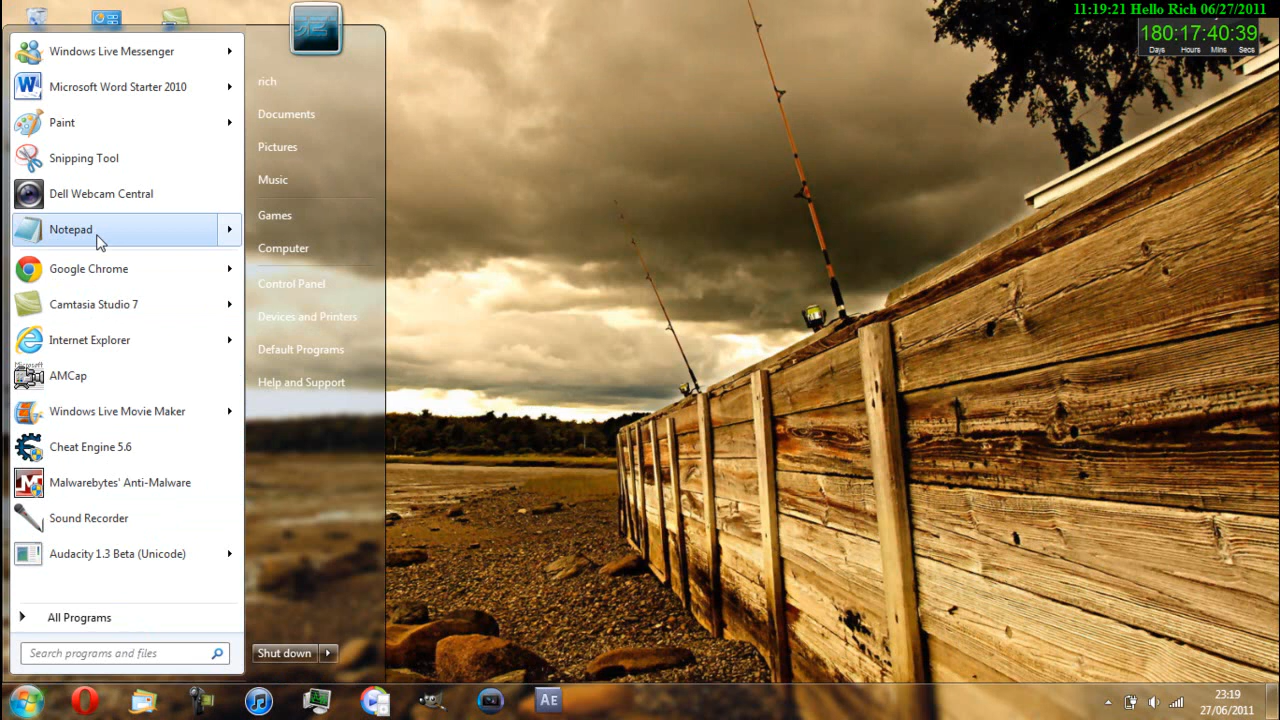 11:19:21 Hello Rich 06/27/2011
180:17:40:39
Days Hours Mins Secs
Windows Live Messenger
Microsoft Word Starter 2010
Paint
Snipping Tool
Dell Webcam Central
Notepad
Google Chrome
Camtasia Studio 7
Internet Explorer
Microsoft
AMCap
Windows Live Movie Maker
Cheat Engine 5.6
Malwarebytes' Anti-Malware
Sound Recorder
Audacity 1.3 Beta (Unicode)
All Programs
Search programs and files
rich
Documents
Pictures
Music
Games
Computer
Control Panel
Devices and Printers
Default Programs
Help and Support
Shut down
AE
23:19
27/06/2011